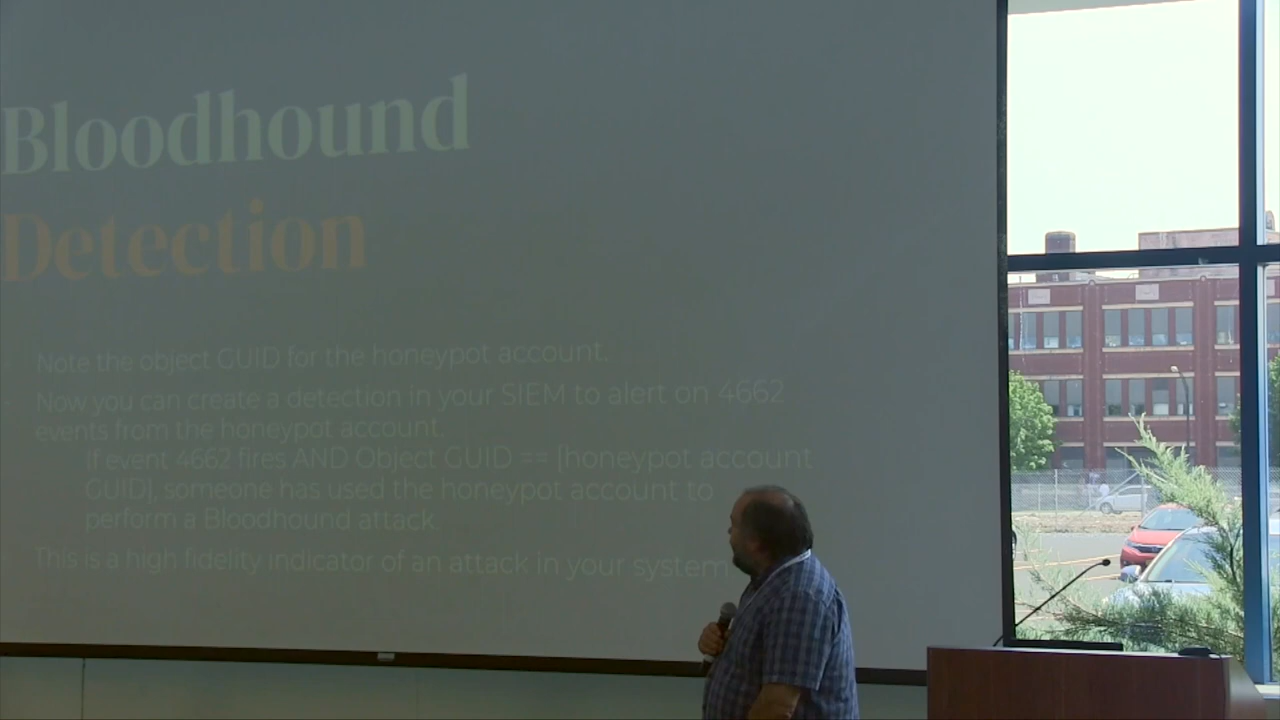 Bloodhound
Detection
Note the object GUID for the honeypot account.
Now you can create a detection in your SIEM to alert on 4662
events from the honeypot account.
If event 4662 fires AND Object GUID == [honeypot account
GUID], someone has used the honeypot account to
perform a Bloodhound attack.
This is a high fidelity indicator of an attack in your system